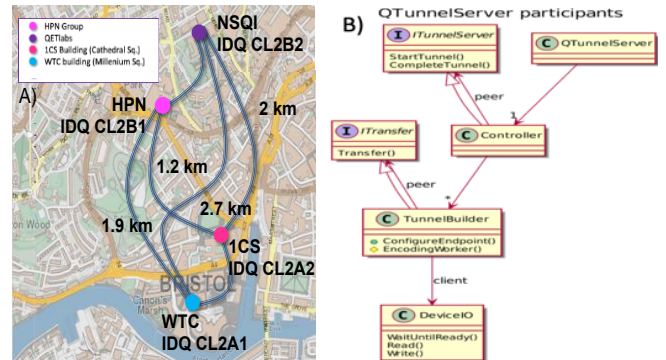 HPN Group
QETlabs
1CS Building (Cathedral Sq.)
WTC building (Millenium Sq.)
...
A)
NSQI
IDQ CL2B2
HPN
IDQ CL2B1
2 km
1.2 km
1.9 km
2.7 km
1CS
IDQ CL2A2
BRISTOL
Canon's
Marsh
WTC
IDQ CL2A1
B)
QTunnelServer participants
I ITunnelServer
StartTunnel()
CompleteTunnel()
C QTunnelServer
peer
1
I ITransfer
Transfer()
C Controller
peer
*
C TunnelBuilder
ConfigureEndpoint()
EncodingWorker()
client
C DeviceIO
WaitUntilReady()
Read()
Write()